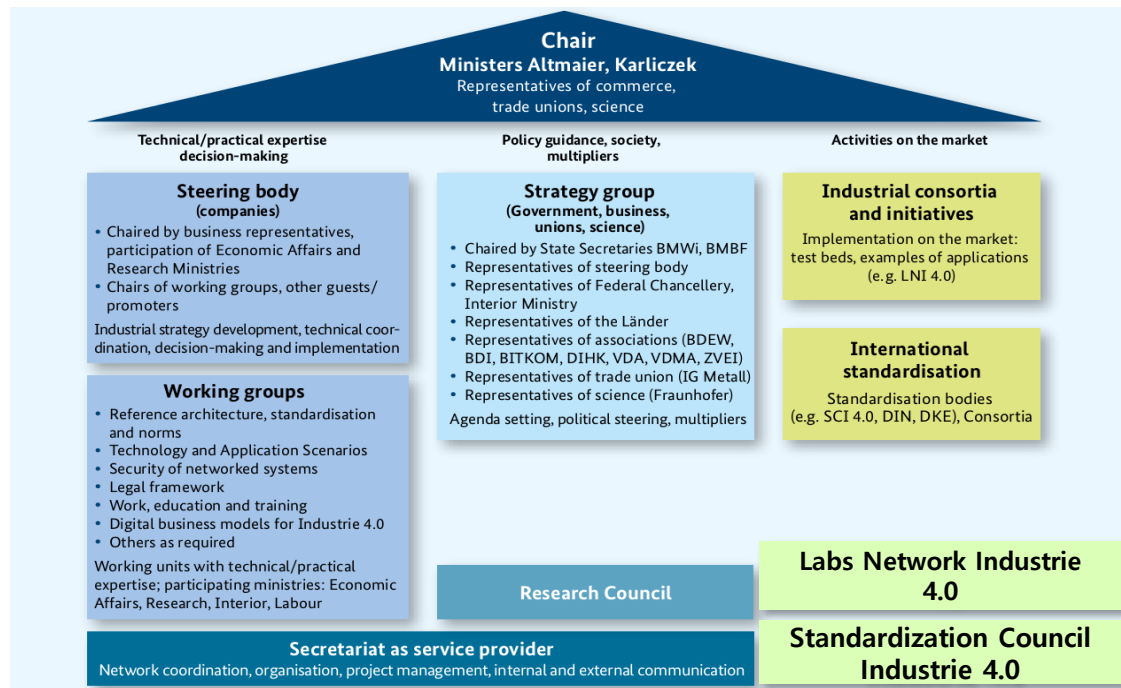 Chair
Ministers Altmaier, Karliczek
Representatives of commerce,
trade unions, science
Technical/practical expertise
decision-making
Steering body
(companies)
• Chaired by business representatives,
participation of Economic Affairs and
Research Ministries
• Chairs of working groups, other guests/
promoters
Industrial strategy development, technical coor-
dination, decision-making and implementation
Working groups
• Reference architecture, standardisation
and norms
• Technology and Application Scenarios
• Security of networked systems
• Legal framework
• Work, education and training
• Digital business models for Industrie 4.0
• Others as required
Working units with technical/practical
expertise; participating ministries: Economic
Affairs, Research, Interior, Labour
Policy guidance, society,
multipliers
Strategy group
(Government, business,
unions, science)
• Chaired by State Secretaries BMWi, BMBF
• Representatives of steering body
• Representatives of Federal Chancellery,
Interior Ministry
• Representatives of the Länder
• Representatives of associations (BDEW,
BDI, BITKOM, DIHK, VDA, VDMA, ZVEI)
• Representatives of trade union (IG Metall)
• Representatives of science (Fraunhofer)
Agenda setting, political steering, multipliers
Research Council
Activities on the market
Industrial consortia
and initiatives
Implementation on the market:
test beds, examples of applications
(e.g. LNI 4.0)
International
standardisation
Standardisation bodies
(e.g. SCI 4.0, DIN, DKE), Consortia
Labs Network Industrie
4.0
Secretariat as service provider
Network coordination, organisation, project management, internal and external communication
Standardization Council
Industrie 4.0